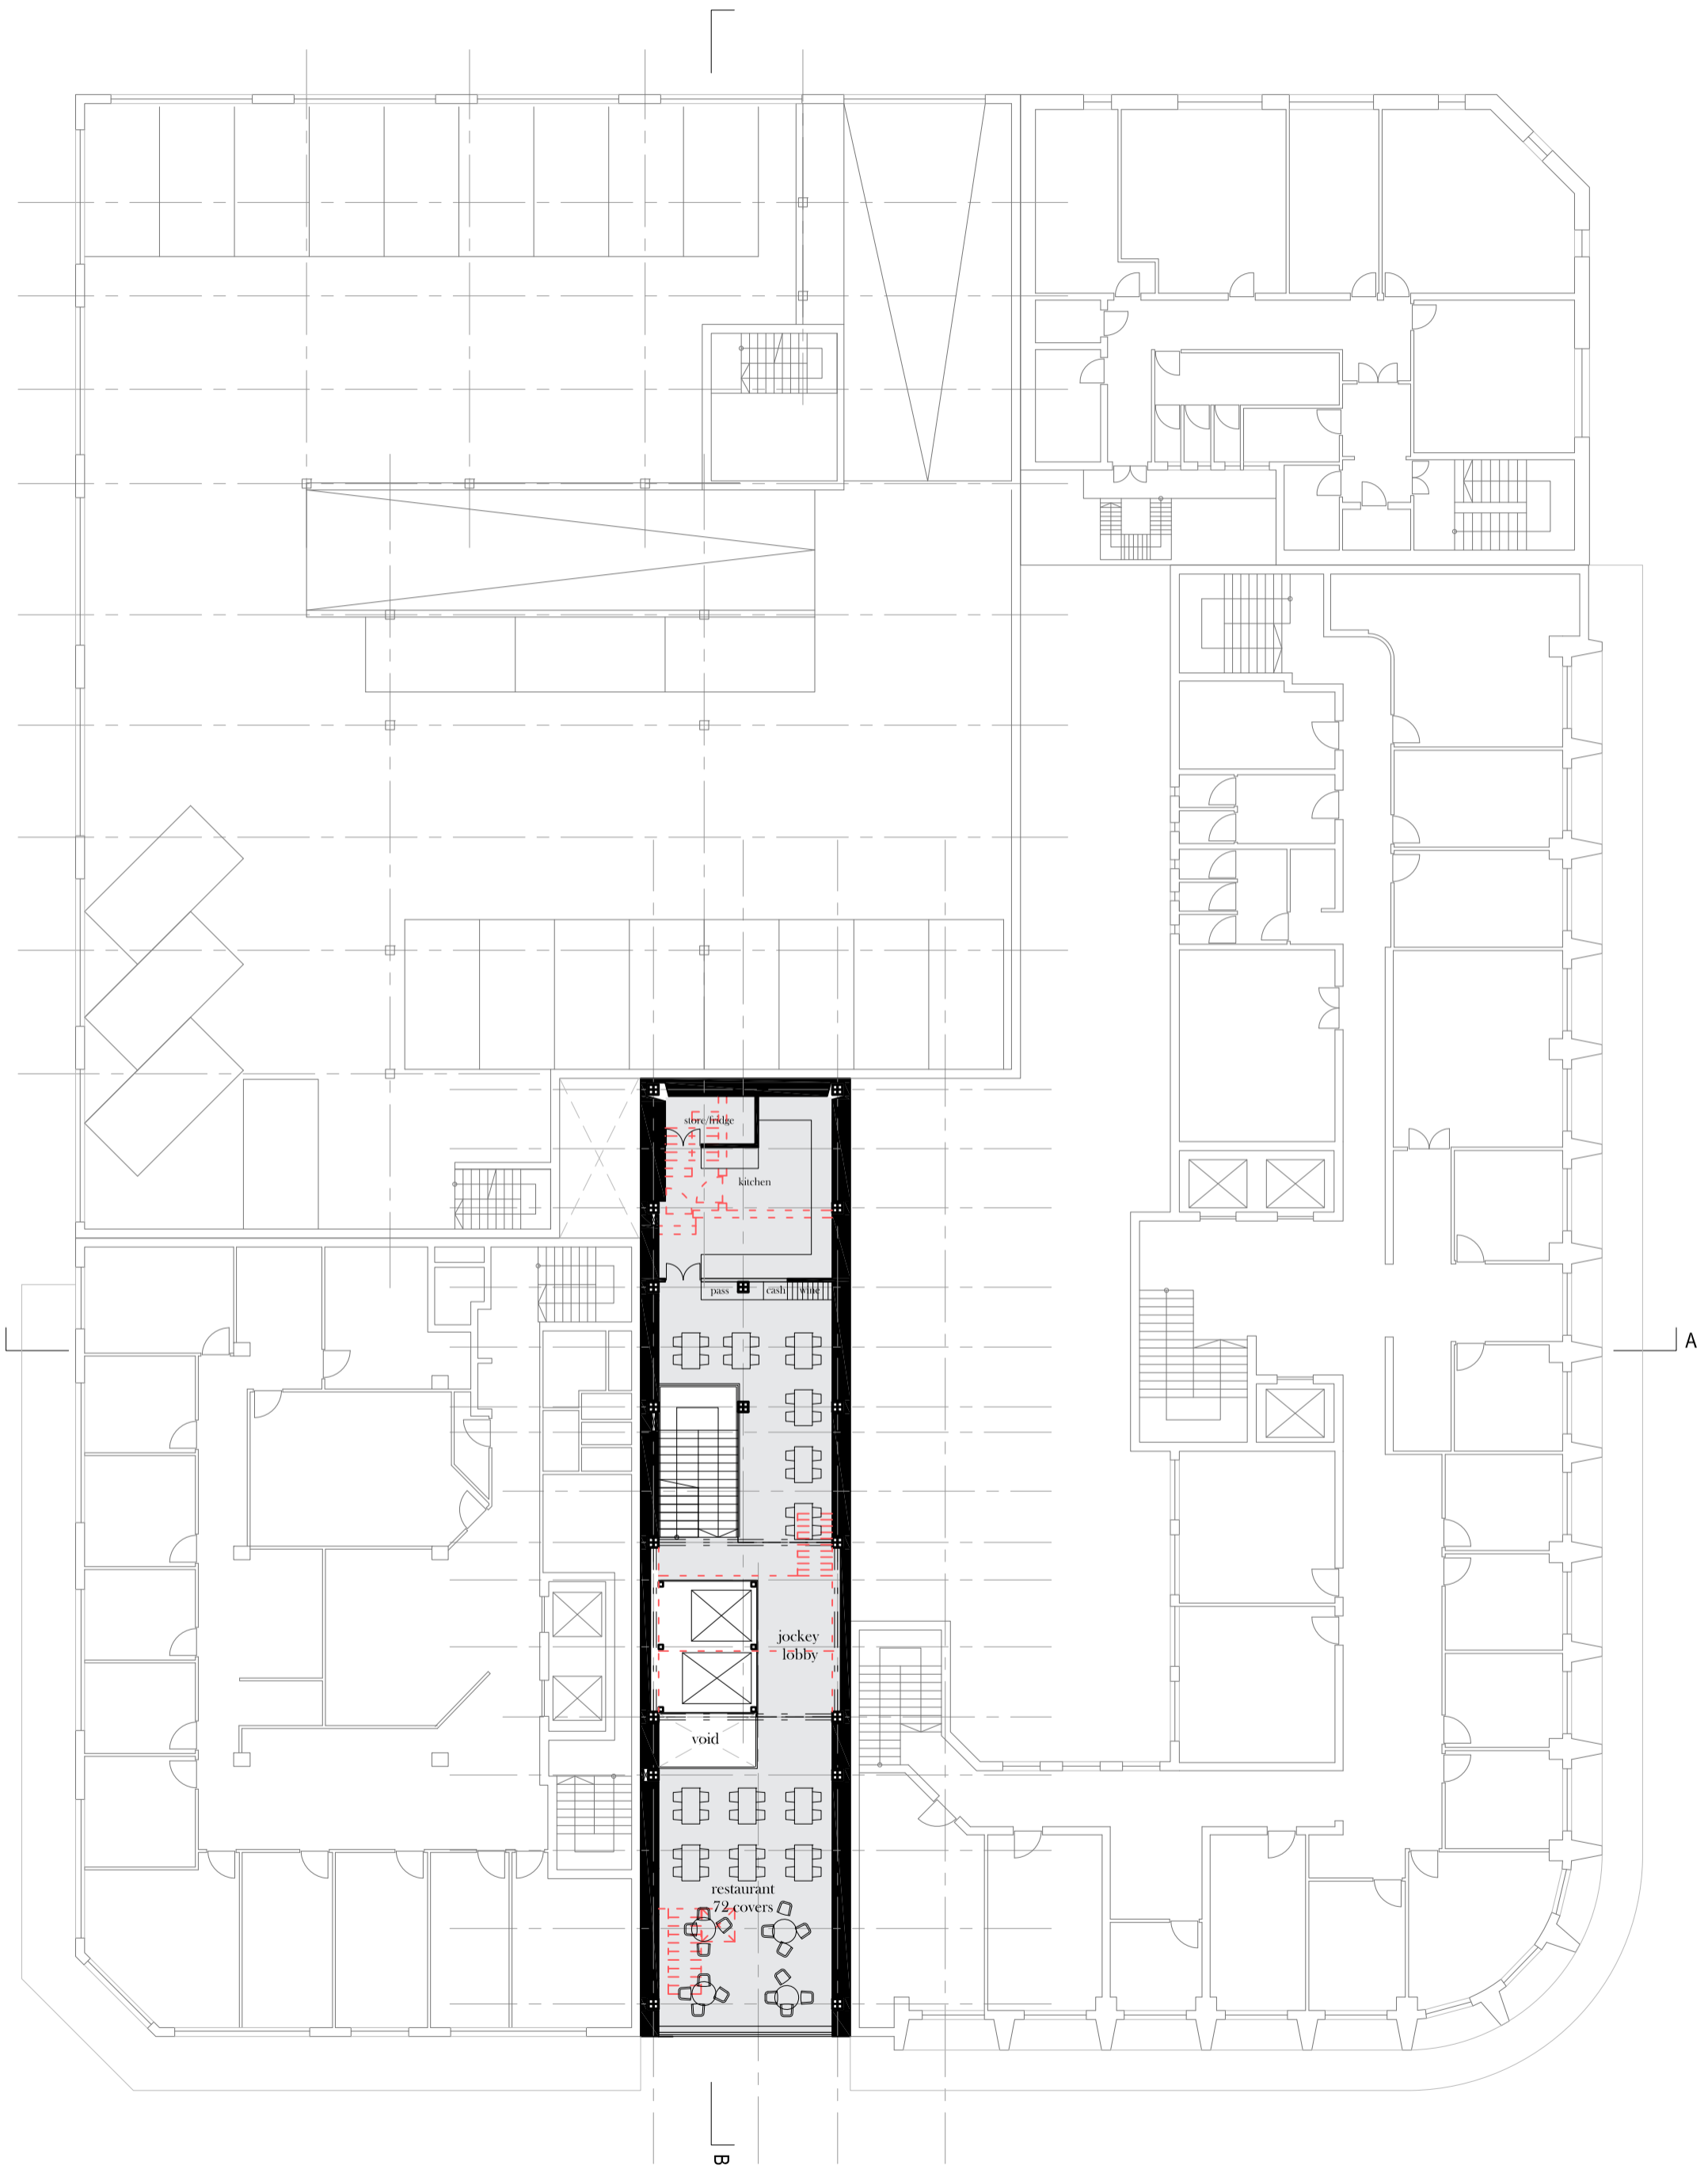 store/fridge
kitchen
pass
cash
wine
A
jockey
lobby
void
restaurant
72 covers
B